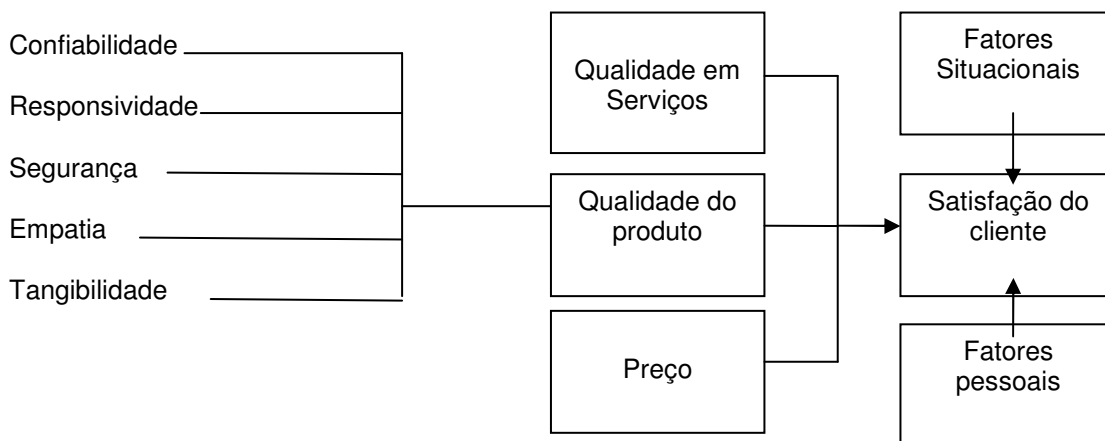 Confiabilidade
Responsividade
Segurança
Empatia
Tangibilidade
Qualidade em
Serviços
Qualidade do
produto
Preço
Fatores
Situacionais
Satisfação do
cliente
Fatores
pessoais